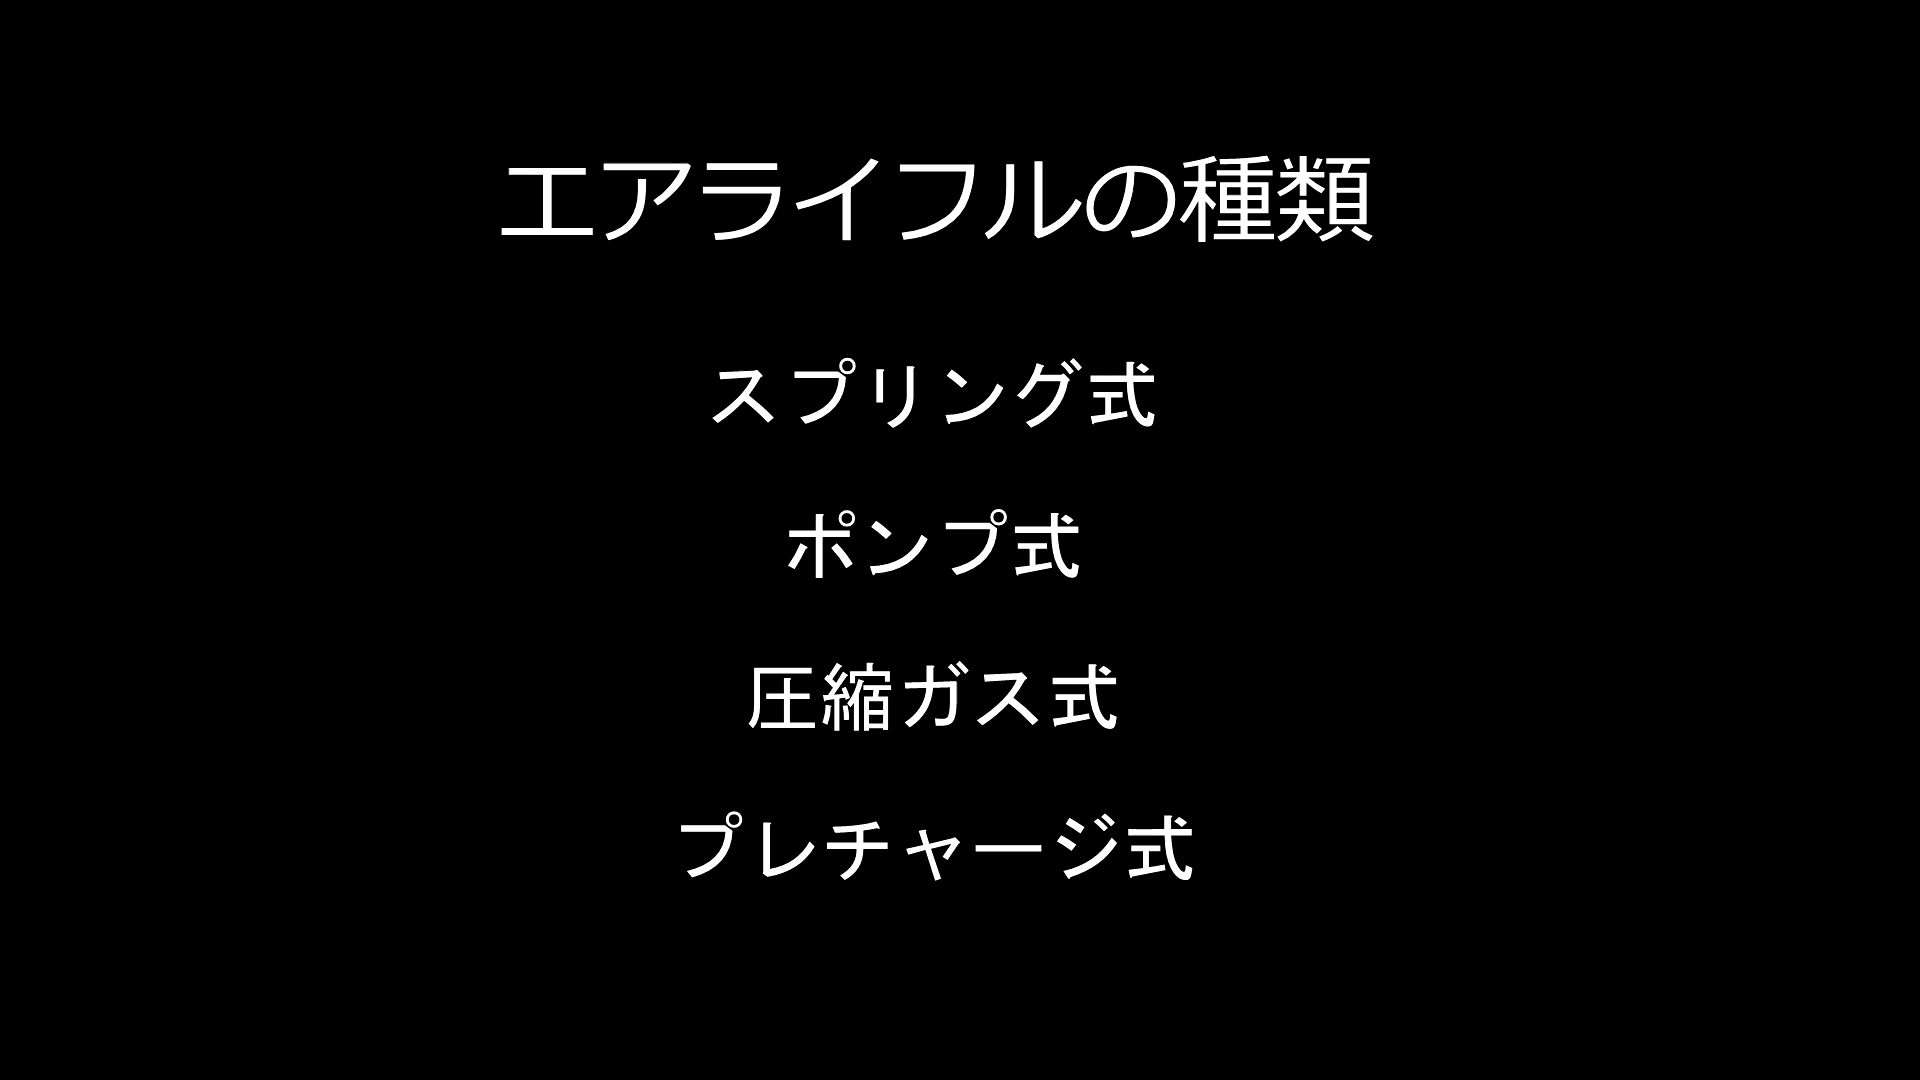 エアライフルの種類
スプリング式
ポンプ式
圧縮ガス式
プレチャージ式